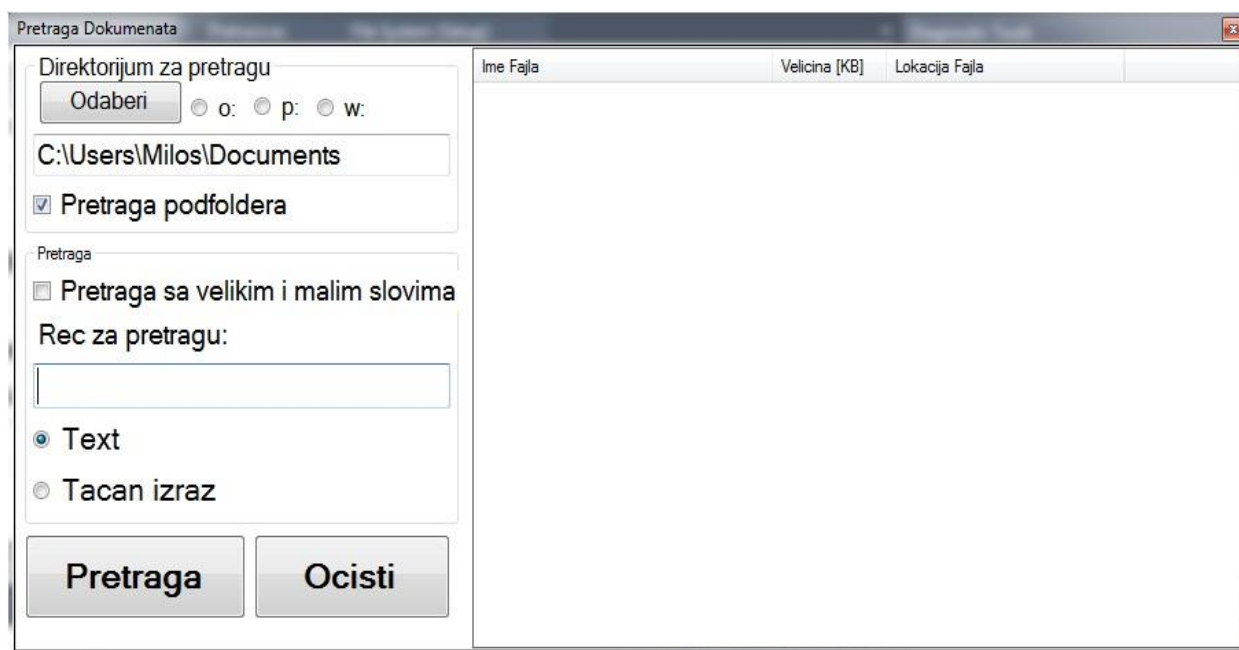 Pretraga Dokumenata
Direktorijum za pretragu
Odaberi o: p: w:
C:\Users\Milos\Documents
Pretraga podfoldera
Pretraga
Pretraga sa velikim i malim slovima
Rec za pretragu:
Text
Tacan izraz
Pretraga Ocisti
Ime Fajla Velicina [KB] Lokacija Fajla